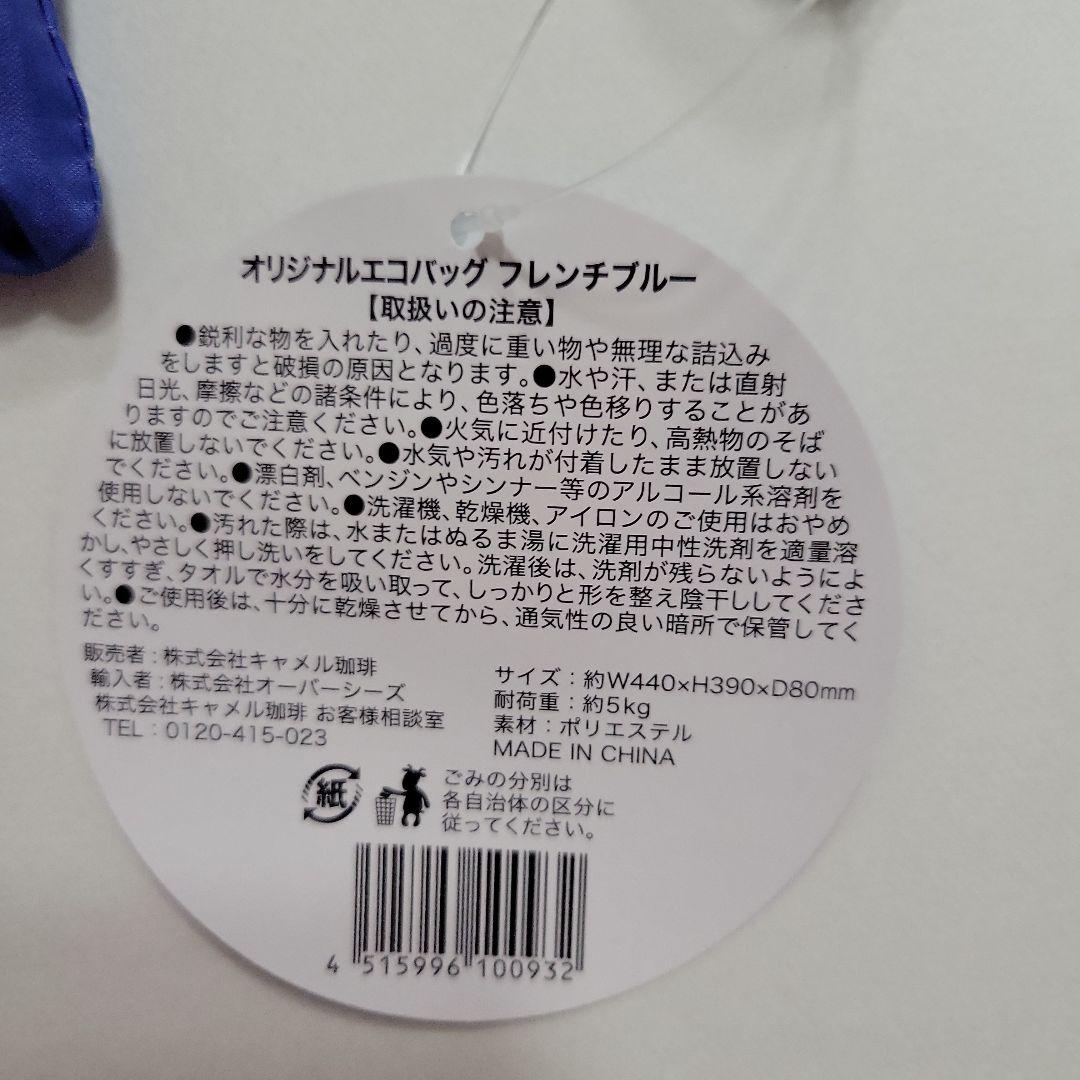 オリジナルエコバッグ フレンチブルー
【取扱いの注意】
●鋭利な物を入れたり、過度に重い物や無理な詰込み
をしますと破損の原因となります。●水や汗、または直射
日光、摩擦などの諸条件により、色落ちや色移りすることがあ
りますのでご注意ください。●火気に近付けたり、高熱物のそば
に放置しないでください。●水気や汚れが付着したまま放置しない
でください。●漂白剤、ベンジンやシンナー等のアルコール系溶剤を
使用しないでください。●洗濯機、乾燥機、アイロンのご使用はおやめ
ください。●汚れた際は、水またはぬるま湯に洗濯用中性洗剤を適量溶
かし、やさしく押し洗いをしてください。洗濯後は、洗剤が残らないようによ
くすすぎ、タオルで水分を吸い取って、しっかりと形を整え陰干ししてくださ
い。●ご使用後は、十分に乾燥させてから、通気性の良い暗所で保管してく
ださい。
販売者：株式会社キャメル珈琲
輸入者：株式会社オーバーシーズ
株式会社キャメル珈琲 お客様相談室
TEL：0120-415-023
サイズ：約W440×H390×D80mm
耐荷重：約5kg
素材：ポリエステル
MADE IN CHINA
紙
ごみの分別は
各自治体の区分に
従ってください。
4 515996 100932